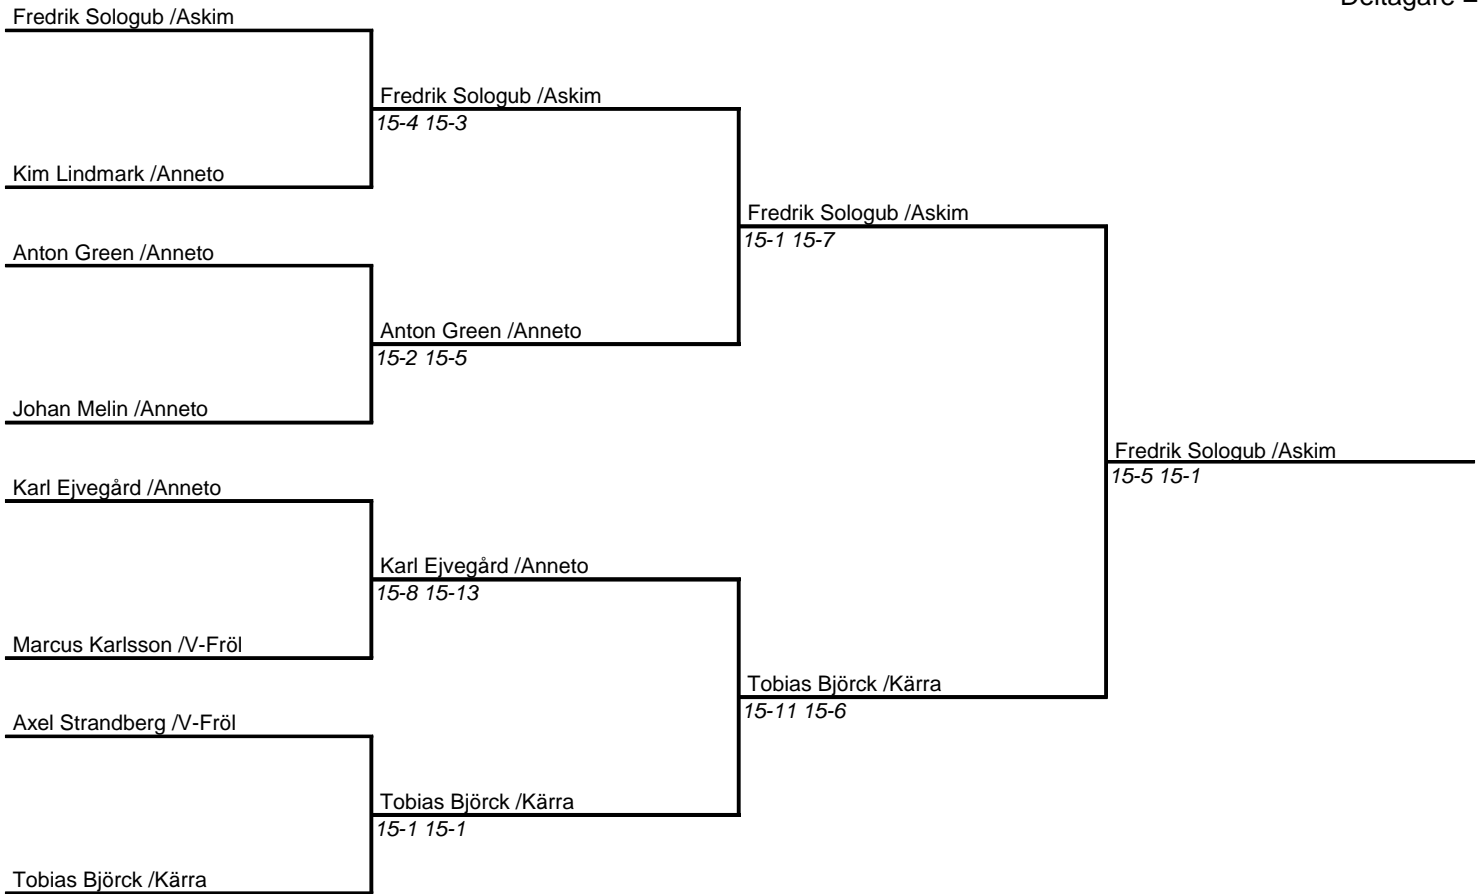 Deltagare =
Fredrik Sologub /Askim
Fredrik Sologub /Askim
15-4 15-3
Kim Lindmark /Anneto
Fredrik Sologub /Askim
15-1 15-7
Anton Green /Anneto
Anton Green /Anneto
15-2 15-5
Johan Melin /Anneto
Fredrik Sologub /Askim
15-5 15-1
Karl Ejvegård /Anneto
Karl Ejvegård /Anneto
15-8 15-13
Marcus Karlsson /V-Fröl
Tobias Björck /Kärra
15-11 15-6
Axel Strandberg /V-Fröl
Tobias Björck /Kärra
15-1 15-1
Tobias Björck /Kärra